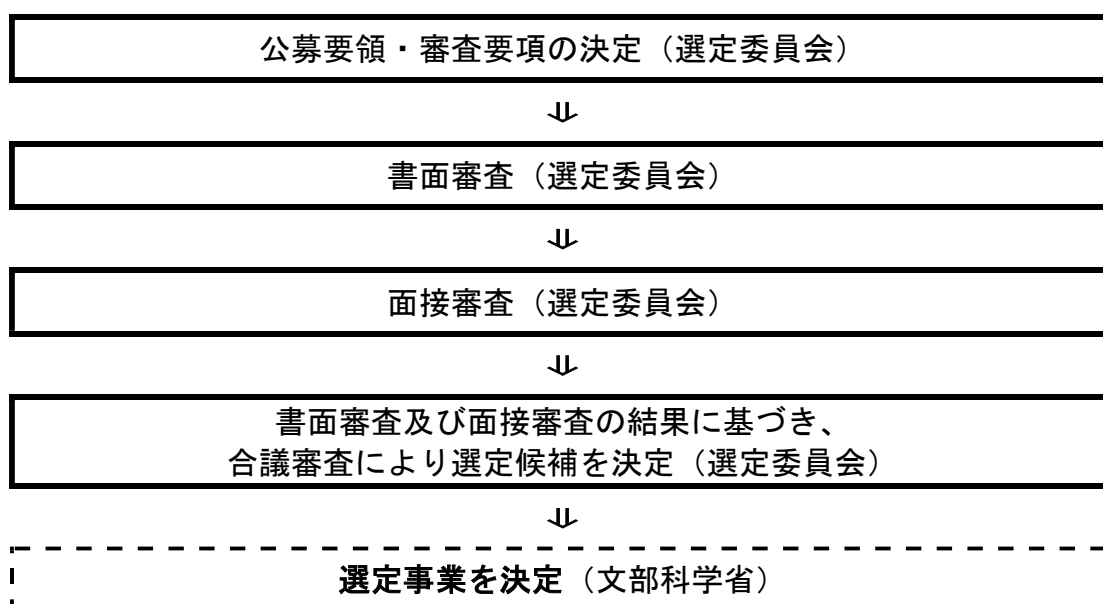 公募要領・審査要項の決定（選定委員会）
⇓
書面審査（選定委員会）
⇓
面接審査（選定委員会）
⇓
書面審査及び面接審査の結果に基づき、
合議審査により選定候補を決定（選定委員会）
⇓
選定事業を決定（文部科学省）